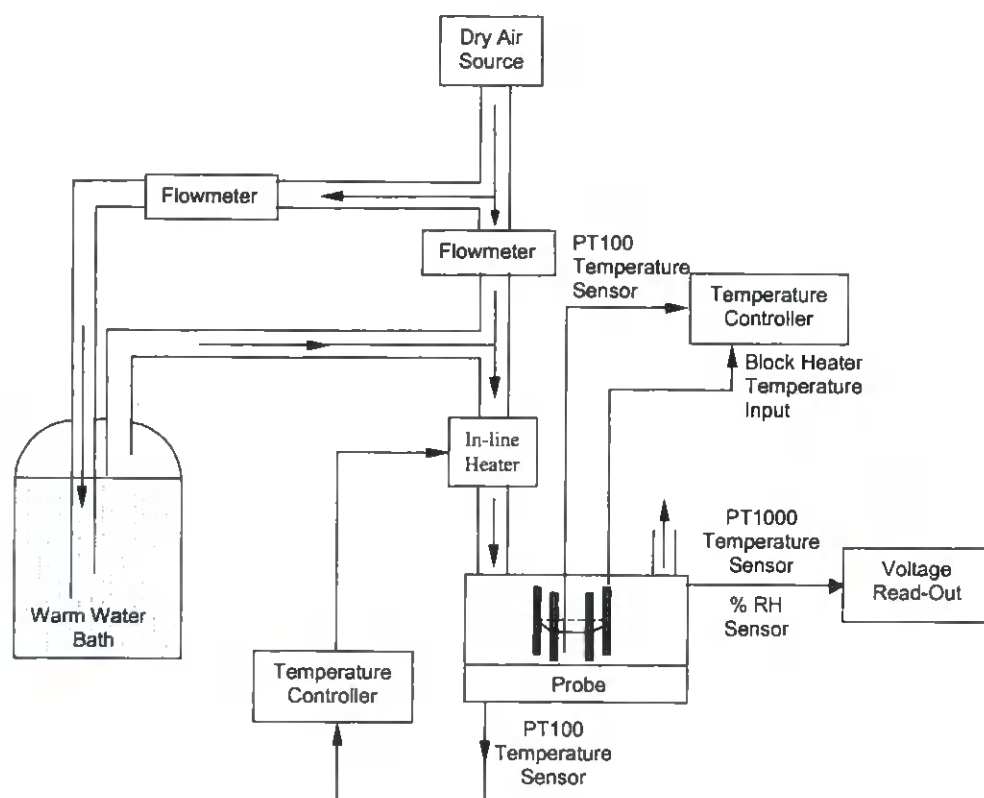 Dry Air
Source
Flowmeter
Flowmeter
PT100
Temperature
Sensor
Temperature
Controller
Block Heater
Temperature
Input
In-line
Heater
PT1000
Temperature
Sensor
% RH
Sensor
Voltage
Read-Out
Warm Water
Bath
Temperature
Controller
Probe
PT100
Temperature
Sensor